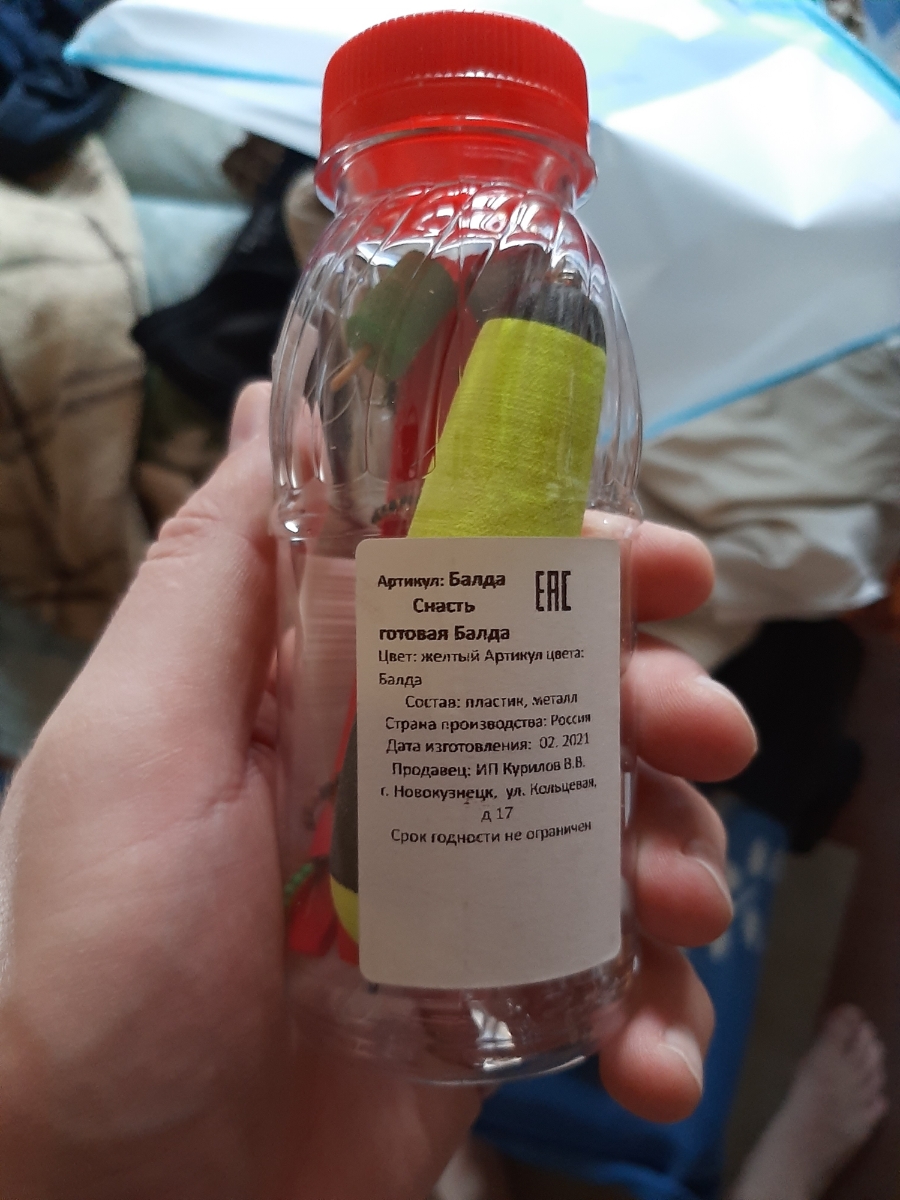 Артикул: Балда EAC
Снасть
готовая Балда
Цвет: желтый Артикул цвета:
Балда
Состав: пластик, металл
Страна производства: Россия
Дата изготовления: 02. 2021
Продавец: ИП Курилов В.В.
г. Новокузнецк, ул. Кольцевая,
д 17
Срок годности не ограничен